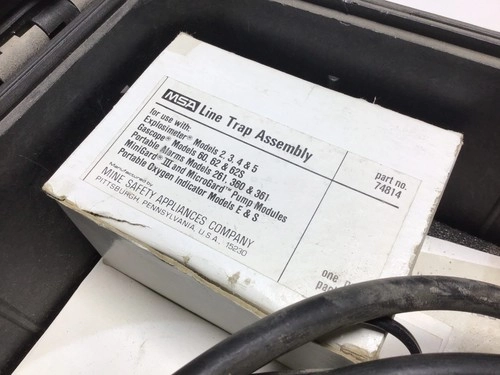 MSA Line Trap Assembly
for use with:
Explosimeter® Models 2, 3, 4 & 5
Gascope® Models 60, 62 & 62S
Portable Alarms Models 261, 360 & 361
MiniGard® III and MicroGard® Pump Modules
Portable Oxygen Indicator Models E & S
Manufactured by
MINE SAFETY APPLIANCES COMPANY
PITTSBURGH, PENNSYLVANIA, U.S.A. 15230
part no.
74814
one